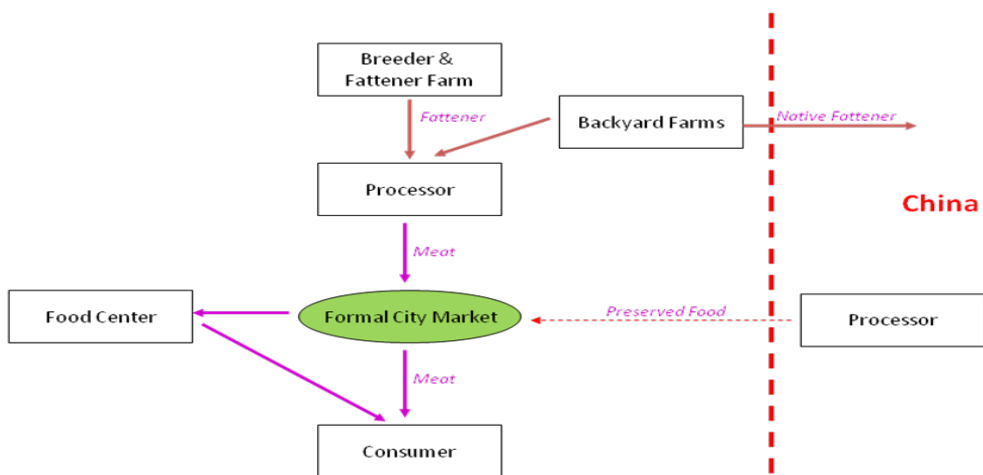 Breeder &
Fattener Farm
Fattener
Backyard Farms
Native Fattener
Processor
China
Meat
Food Center
Formal City Market
Preserved Food
Processor
Meat
Consumer